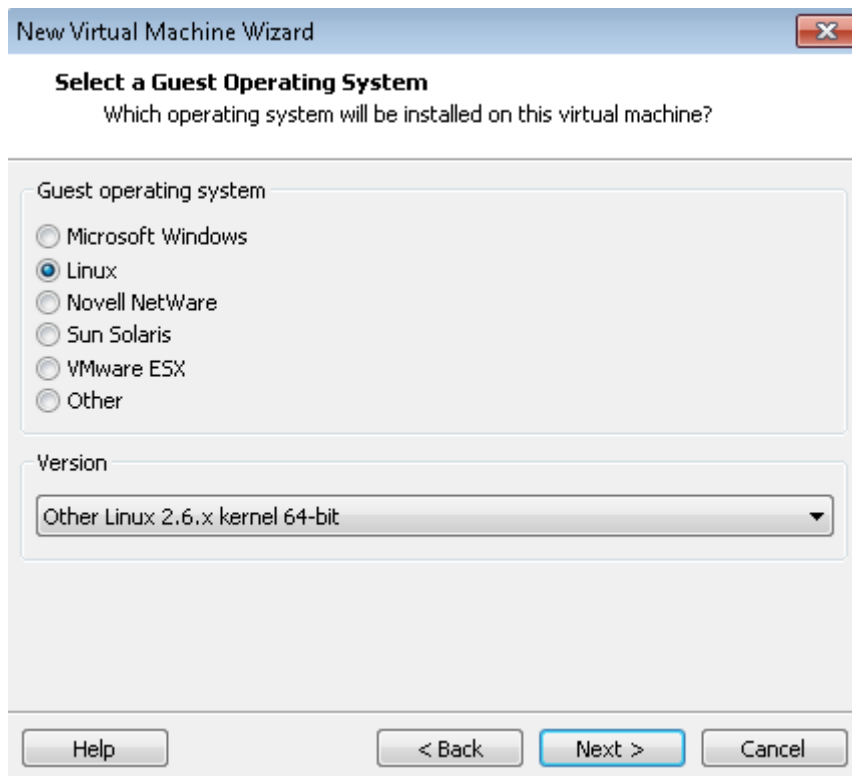 New Virtual Machine Wizard
Select a Guest Operating System
Which operating system will be installed on this virtual machine?
Guest operating system
Microsoft Windows
Linux
Novell NetWare
Sun Solaris
VMware ESX
Other
Version
Other Linux 2.6.x kernel 64-bit
Help < Back Next > Cancel